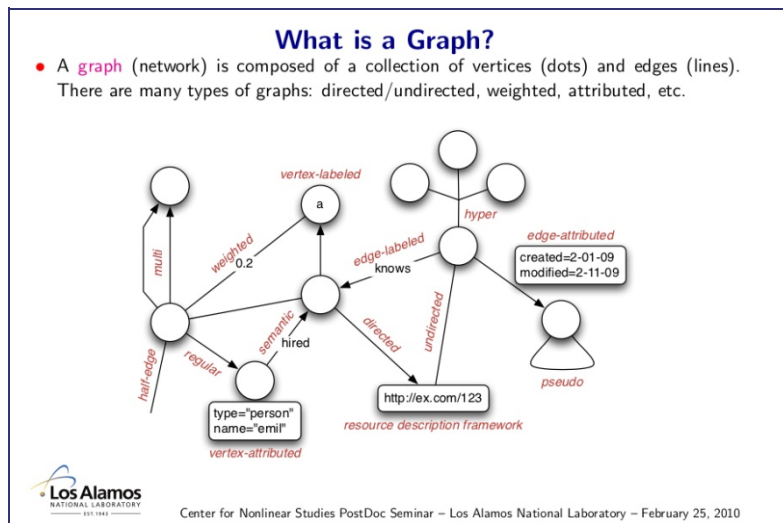 What is a Graph?
• A graph (network) is composed of a collection of vertices (dots) and edges (lines).
There are many types of graphs: directed/undirected, weighted, attributed, etc.
vertex-labeled
a
hyper
edge-attributed
created=2-01-09
modified=2-11-09
multi
weighted
0.2
edge-labeled
knows
semantic
hired
directed
undirected
half-edge
regular
pseudo
http://ex.com/123
resource description framework
type="person"
name="emil"
vertex-attributed
Los Alamos
NATIONAL LABORATORY
EST. 1943
Center for Nonlinear Studies PostDoc Seminar – Los Alamos National Laboratory – February 25, 2010